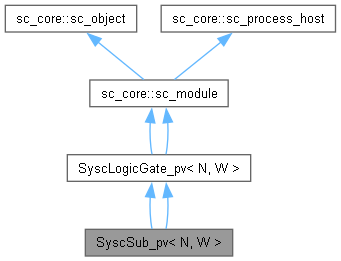 sc_core::sc_object
sc_core::sc_process_host
sc_core::sc_module
SyscLogicGate_pv< N, W >
SyscSub_pv< N, W >